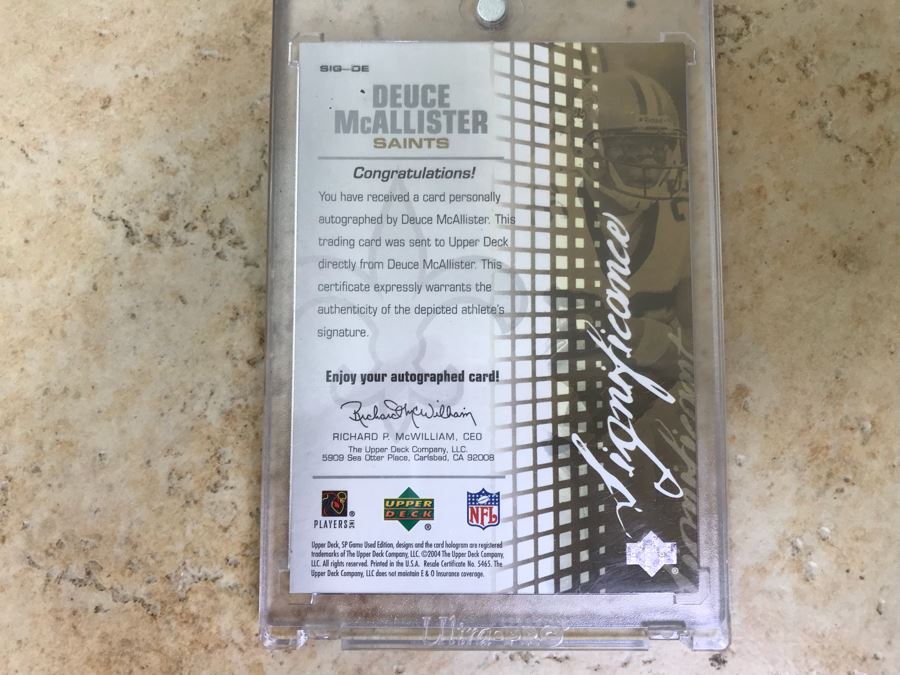 SIG-DE
DEUCE
McALLISTER
SAINTS
Congratulations!
You have received a card personally
autographed by Deuce McAllister. This
trading card was sent to Upper Deck
directly from Deuce McAllister. This
certificate expressly warrants the
authenticity of the depicted athlete's
signature.
Enjoy your autographed card!
Richard P. McWilliam
RICHARD P. McWILLIAM, CEO
The Upper Deck Company, LLC.
5909 Sea Otter Place, Carlsbad, CA 92008
PLAYERS INC ®
UPPER
DECK ®
NFL
Upper Deck, SP Game Used Edition, designs and the card hologram are registered
trademarks of The Upper Deck Company, LLC. ©2004 The Upper Deck Company,
LLC. All rights reserved. Printed in the U.S.A. Resale Certificate No. 5465. The
Upper Deck Company, LLC does not maintain E & O Insurance coverage.
Significance
Ultra PRO